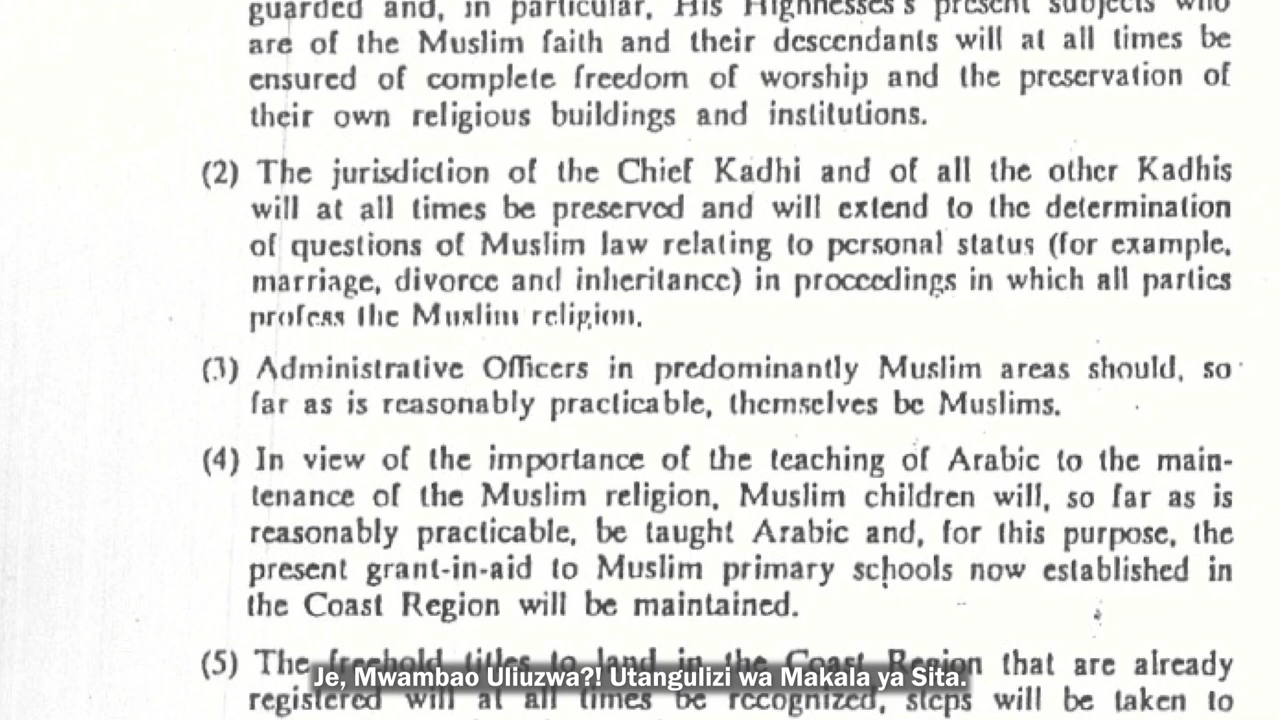 guarded and, in particular, His Highnesses's present subjects who
are of the Muslim faith and their descendants will at all times be
ensured of complete freedom of worship and the preservation of
their own religious buildings and institutions.
(2) The jurisdiction of the Chief Kadhi and of all the other Kadhis
will at all times be preserved and will extend to the determination
of questions of Muslim law relating to personal status (for example,
marriage, divorce and inheritance) in proceedings in which all parties
profess the Muslim religion.
(3) Administrative Officers in predominantly Muslim areas should, so
far as is reasonably practicable, themselves be Muslims.
(4) In view of the importance of the teaching of Arabic to the main-
tenance of the Muslim religion, Muslim children will, so far as is
reasonably practicable, be taught Arabic and, for this purpose, the
present grant-in-aid to Muslim primary schools now established in
the Coast Region will be maintained.
(5) The freehold titles to land in the Coast Region that are already
Je, Mwambao Uliuzwa?! Utangulizi wa Makala ya Sita.
registered will at all times be recognized, steps will be taken to